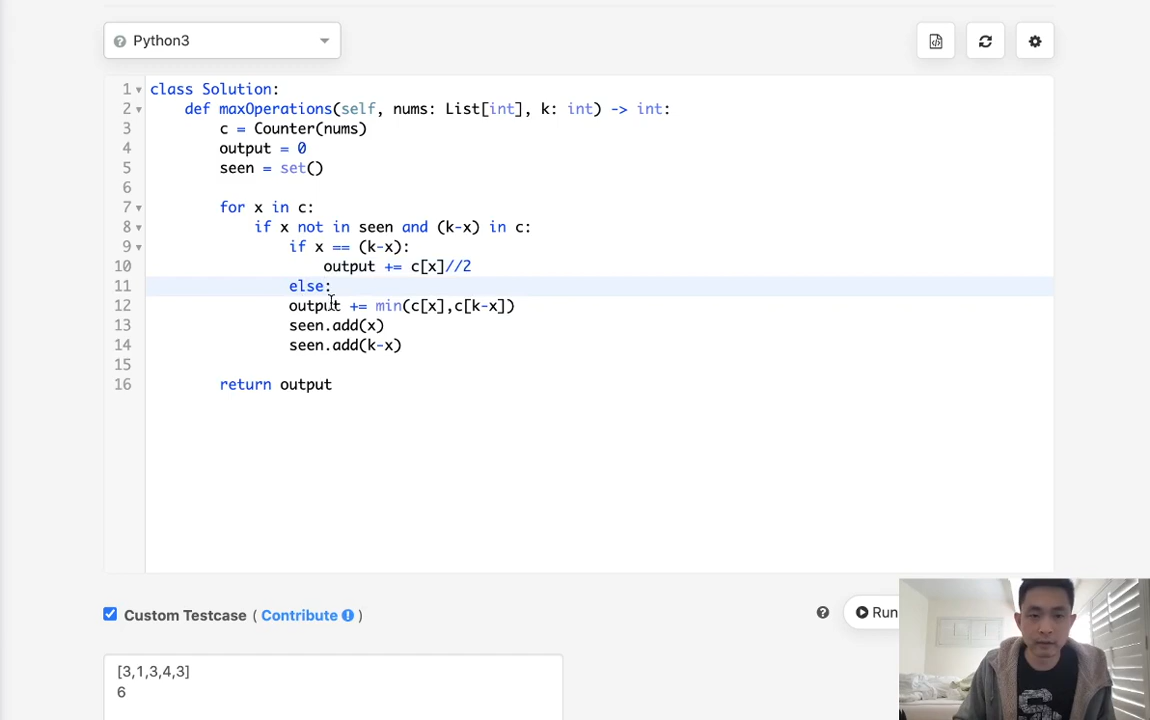 Python3
1 class Solution:
2 def maxOperations(self, nums: List[int], k: int) -> int:
3 c = Counter(nums)
4 output = 0
5 seen = set()
6
7 for x in c:
8 if x not in seen and (k-x) in c:
9 if x == (k-x):
10 output += c[x]//2
11 else:
12 output += min(c[x],c[k-x])
13 seen.add(x)
14 seen.add(k-x)
15
16 return output
Custom Testcase ( Contribute )
Run
[3,1,3,4,3]
6